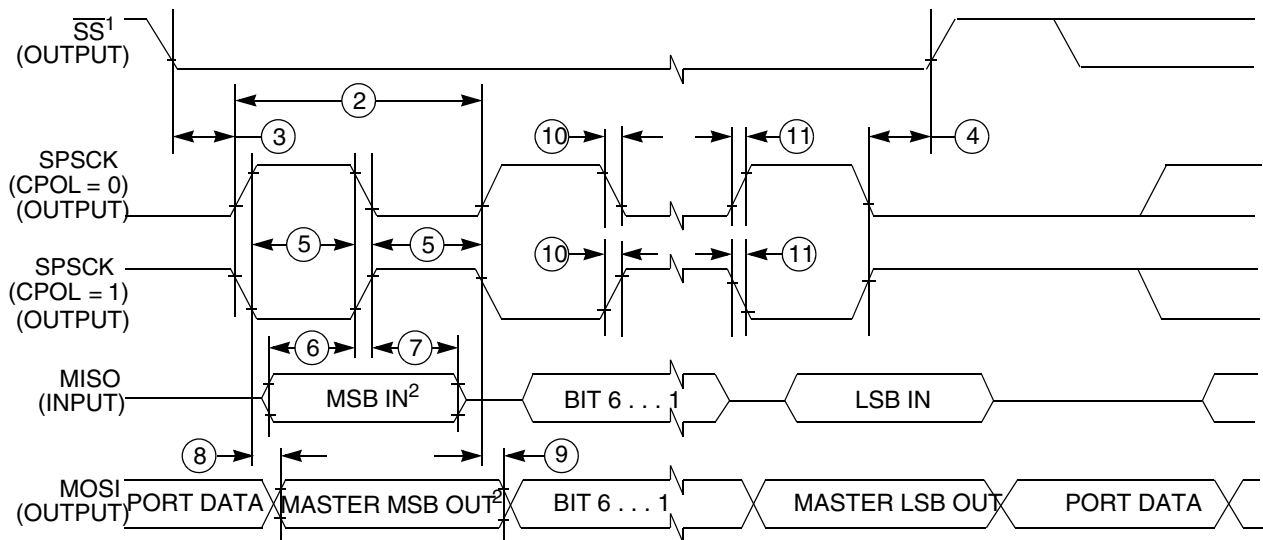 SS¹
(OUTPUT)
2
3
10
11
4
SPSCK
(CPOL = 0)
(OUTPUT)
5
5
SPSCK
(CPOL = 1)
(OUTPUT)
10
11
6
7
MISO
(INPUT)
MSB IN²
BIT 6 . . . 1
LSB IN
8
9
MOSI
(OUTPUT)
PORT DATA
MASTER MSB OUT²
BIT 6 . . . 1
MASTER LSB OUT
PORT DATA